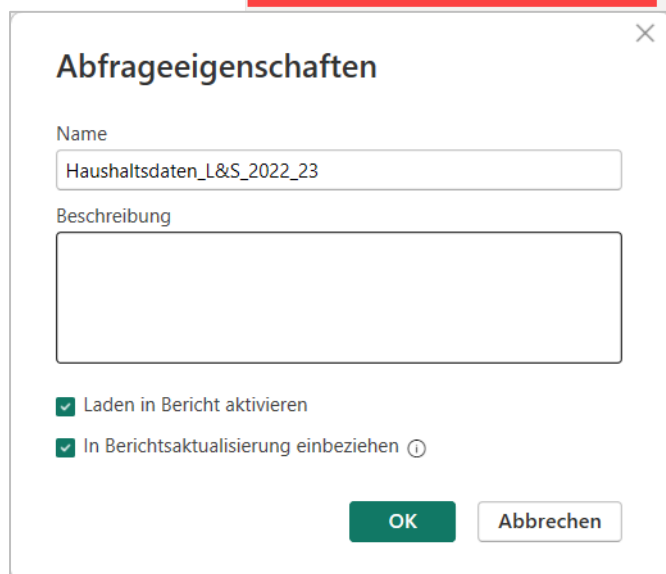 Abfrageeigenschaften
Name
Haushaltsdaten_L&S_2022_23
Beschreibung
Laden in Bericht aktivieren
In Berichtsaktualisierung einbeziehen
OK
Abbrechen